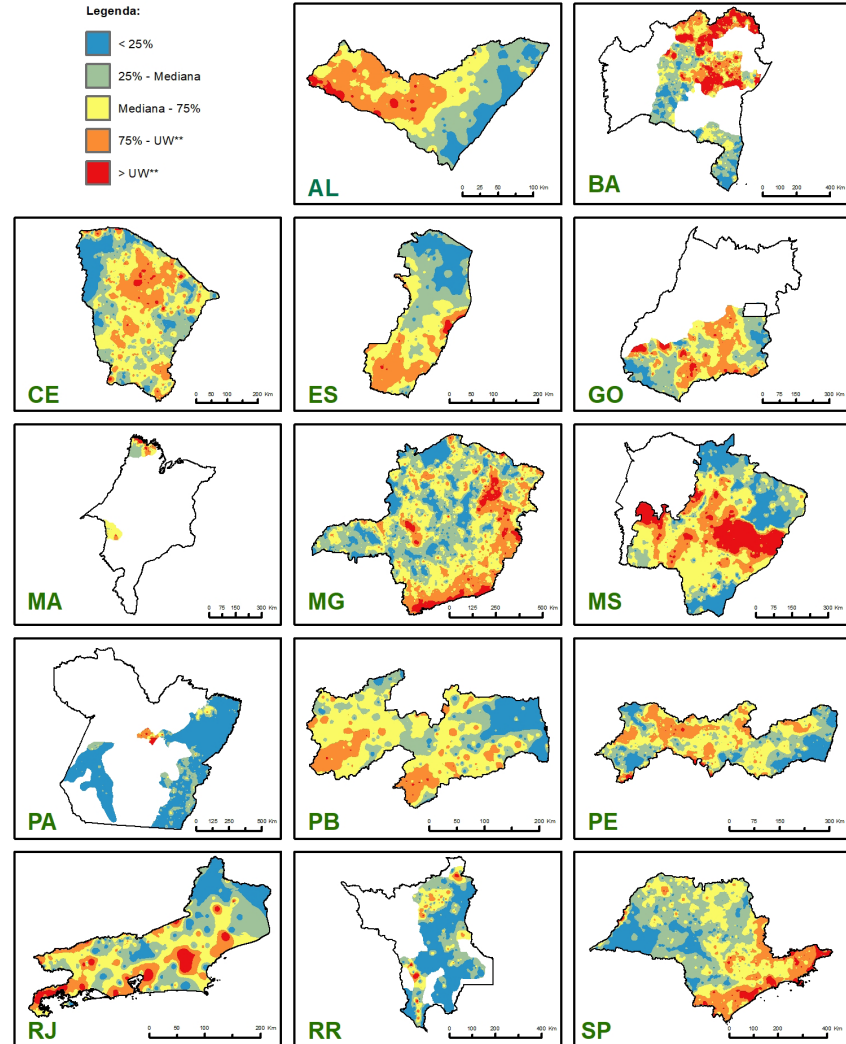 Legenda:
< 25%
25% - Mediana
Mediana - 75%
75% - UW**
> UW**
AL
0 25 50 100 Km
BA
0 100 200 400 Km
CE
0 50 100 200 Km
ES
0 50 100 200 Km
GO
0 75 150 300 Km
MA
0 75 150 300 Km
MG
0 125 250 500 Km
MS
0 75 150 300 Km
PA
0 125 250 500 Km
PB
0 50 100 200 Km
PE
0 75 150 300 Km
RJ
0 50 100 200 Km
RR
0 100 200 400 Km
SP
0 100 200 400 Km